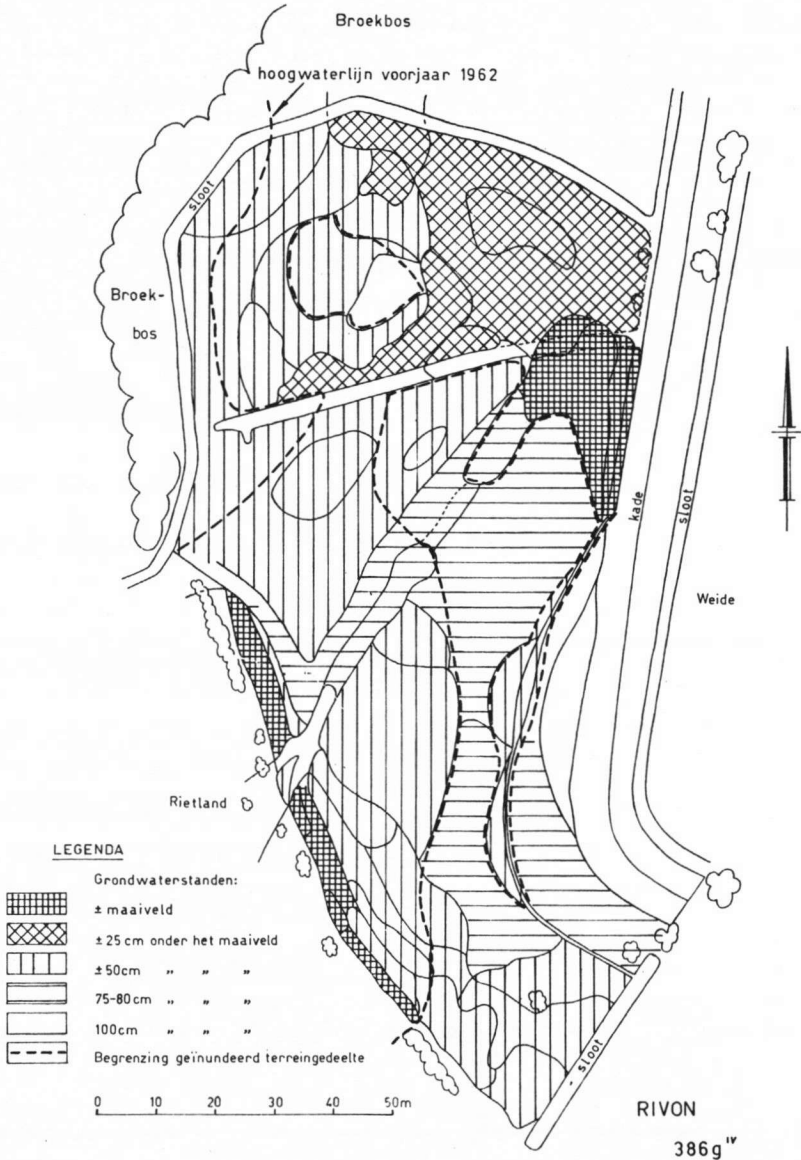 Broekbos
hoogwaterlijn voorjaar 1962
sloot
Broek-
bos
kade
sloot
Weide
Rietland
LEGENDA
Grondwaterstanden:
± maaiveld
± 25 cm onder het maaiveld
± 50cm " " "
75-80cm " " "
100cm " " "
Begrenzing geïnundeerd terreingedeelte
0 10 20 30 40 50m
sloot
RIVON
386g IV